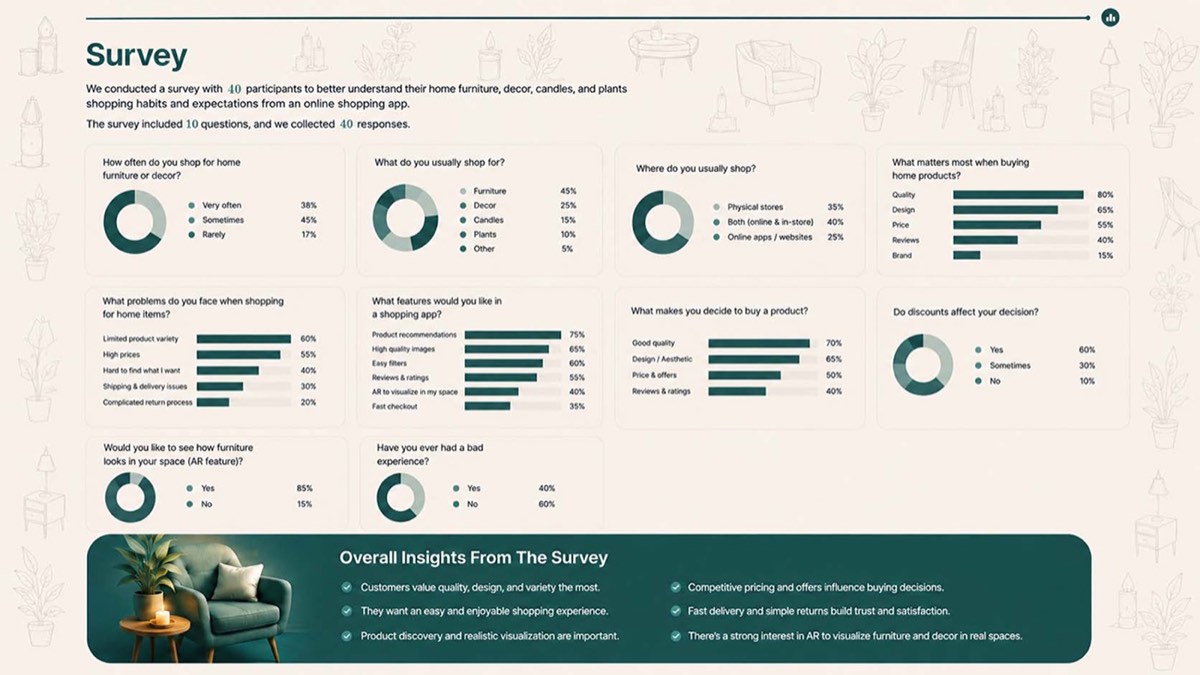 Survey
We conducted a survey with 40 participants to better understand their home furniture, decor, candles, and plants
shopping habits and expectations from an online shopping app.
The survey included 10 questions, and we collected 40 responses.
How often do you shop for home
furniture or decor?
Very often 38%
Sometimes 45%
Rarely 17%
What do you usually shop for?
Furniture 45%
Decor 25%
Candles 15%
Plants 10%
Other 5%
Where do you usually shop?
Physical stores 35%
Both (online & in-store) 40%
Online apps / websites 25%
What matters most when buying
home products?
Quality 80%
Design 65%
Price 55%
Reviews 40%
Brand 15%
What problems do you face when shopping
for home items?
Limited product variety 60%
High prices 55%
Hard to find what I want 40%
Shipping & delivery issues 30%
Complicated return process 20%
What features would you like in
a shopping app?
Product recommendations 75%
High quality images 65%
Easy filters 60%
Reviews & ratings 55%
AR to visualize in my space 40%
Fast checkout 35%
What makes you decide to buy a product?
Good quality 70%
Design / Aesthetic 65%
Price & offers 50%
Reviews & ratings 40%
Do discounts affect your decision?
Yes 60%
Sometimes 30%
No 10%
Would you like to see how furniture
looks in your space (AR feature)?
Yes 85%
No 15%
Have you ever had a bad
experience?
Yes 40%
No 60%
Overall Insights From The Survey
Customers value quality, design, and variety the most.
They want an easy and enjoyable shopping experience.
Product discovery and realistic visualization are important.
Competitive pricing and offers influence buying decisions.
Fast delivery and simple returns build trust and satisfaction.
There's a strong interest in AR to visualize furniture and decor in real spaces.